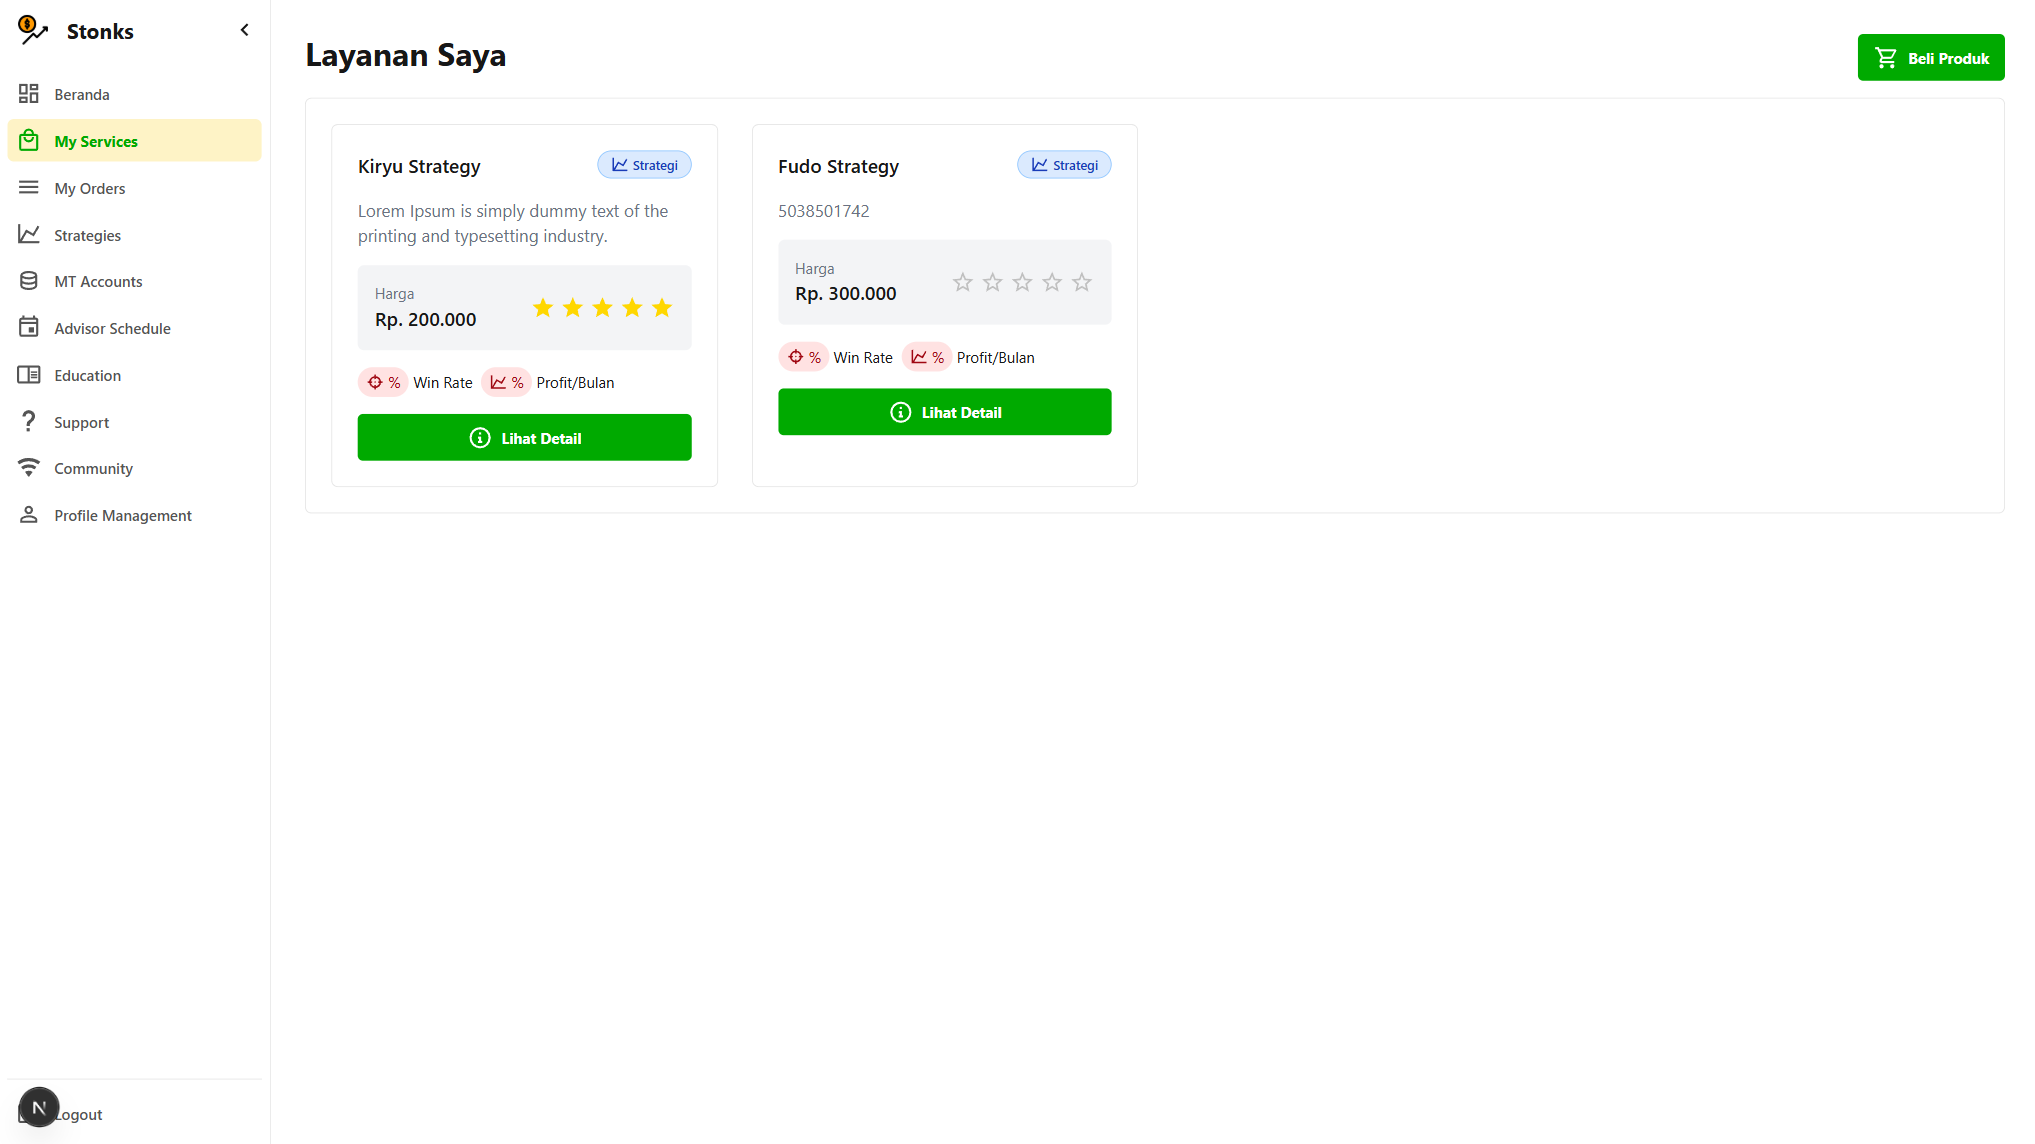 Stonks
Beranda
My Services
My Orders
Strategies
MT Accounts
Advisor Schedule
Education
Support
Community
Profile Management
N
Logout
Layanan Saya
Beli Produk
Kiryu Strategy
Strategi
Lorem Ipsum is simply dummy text of the
printing and typesetting industry.
Harga
Rp. 200.000
% Win Rate % Profit/Bulan
Lihat Detail
Fudo Strategy
Strategi
5038501742
Harga
Rp. 300.000
% Win Rate % Profit/Bulan
Lihat Detail